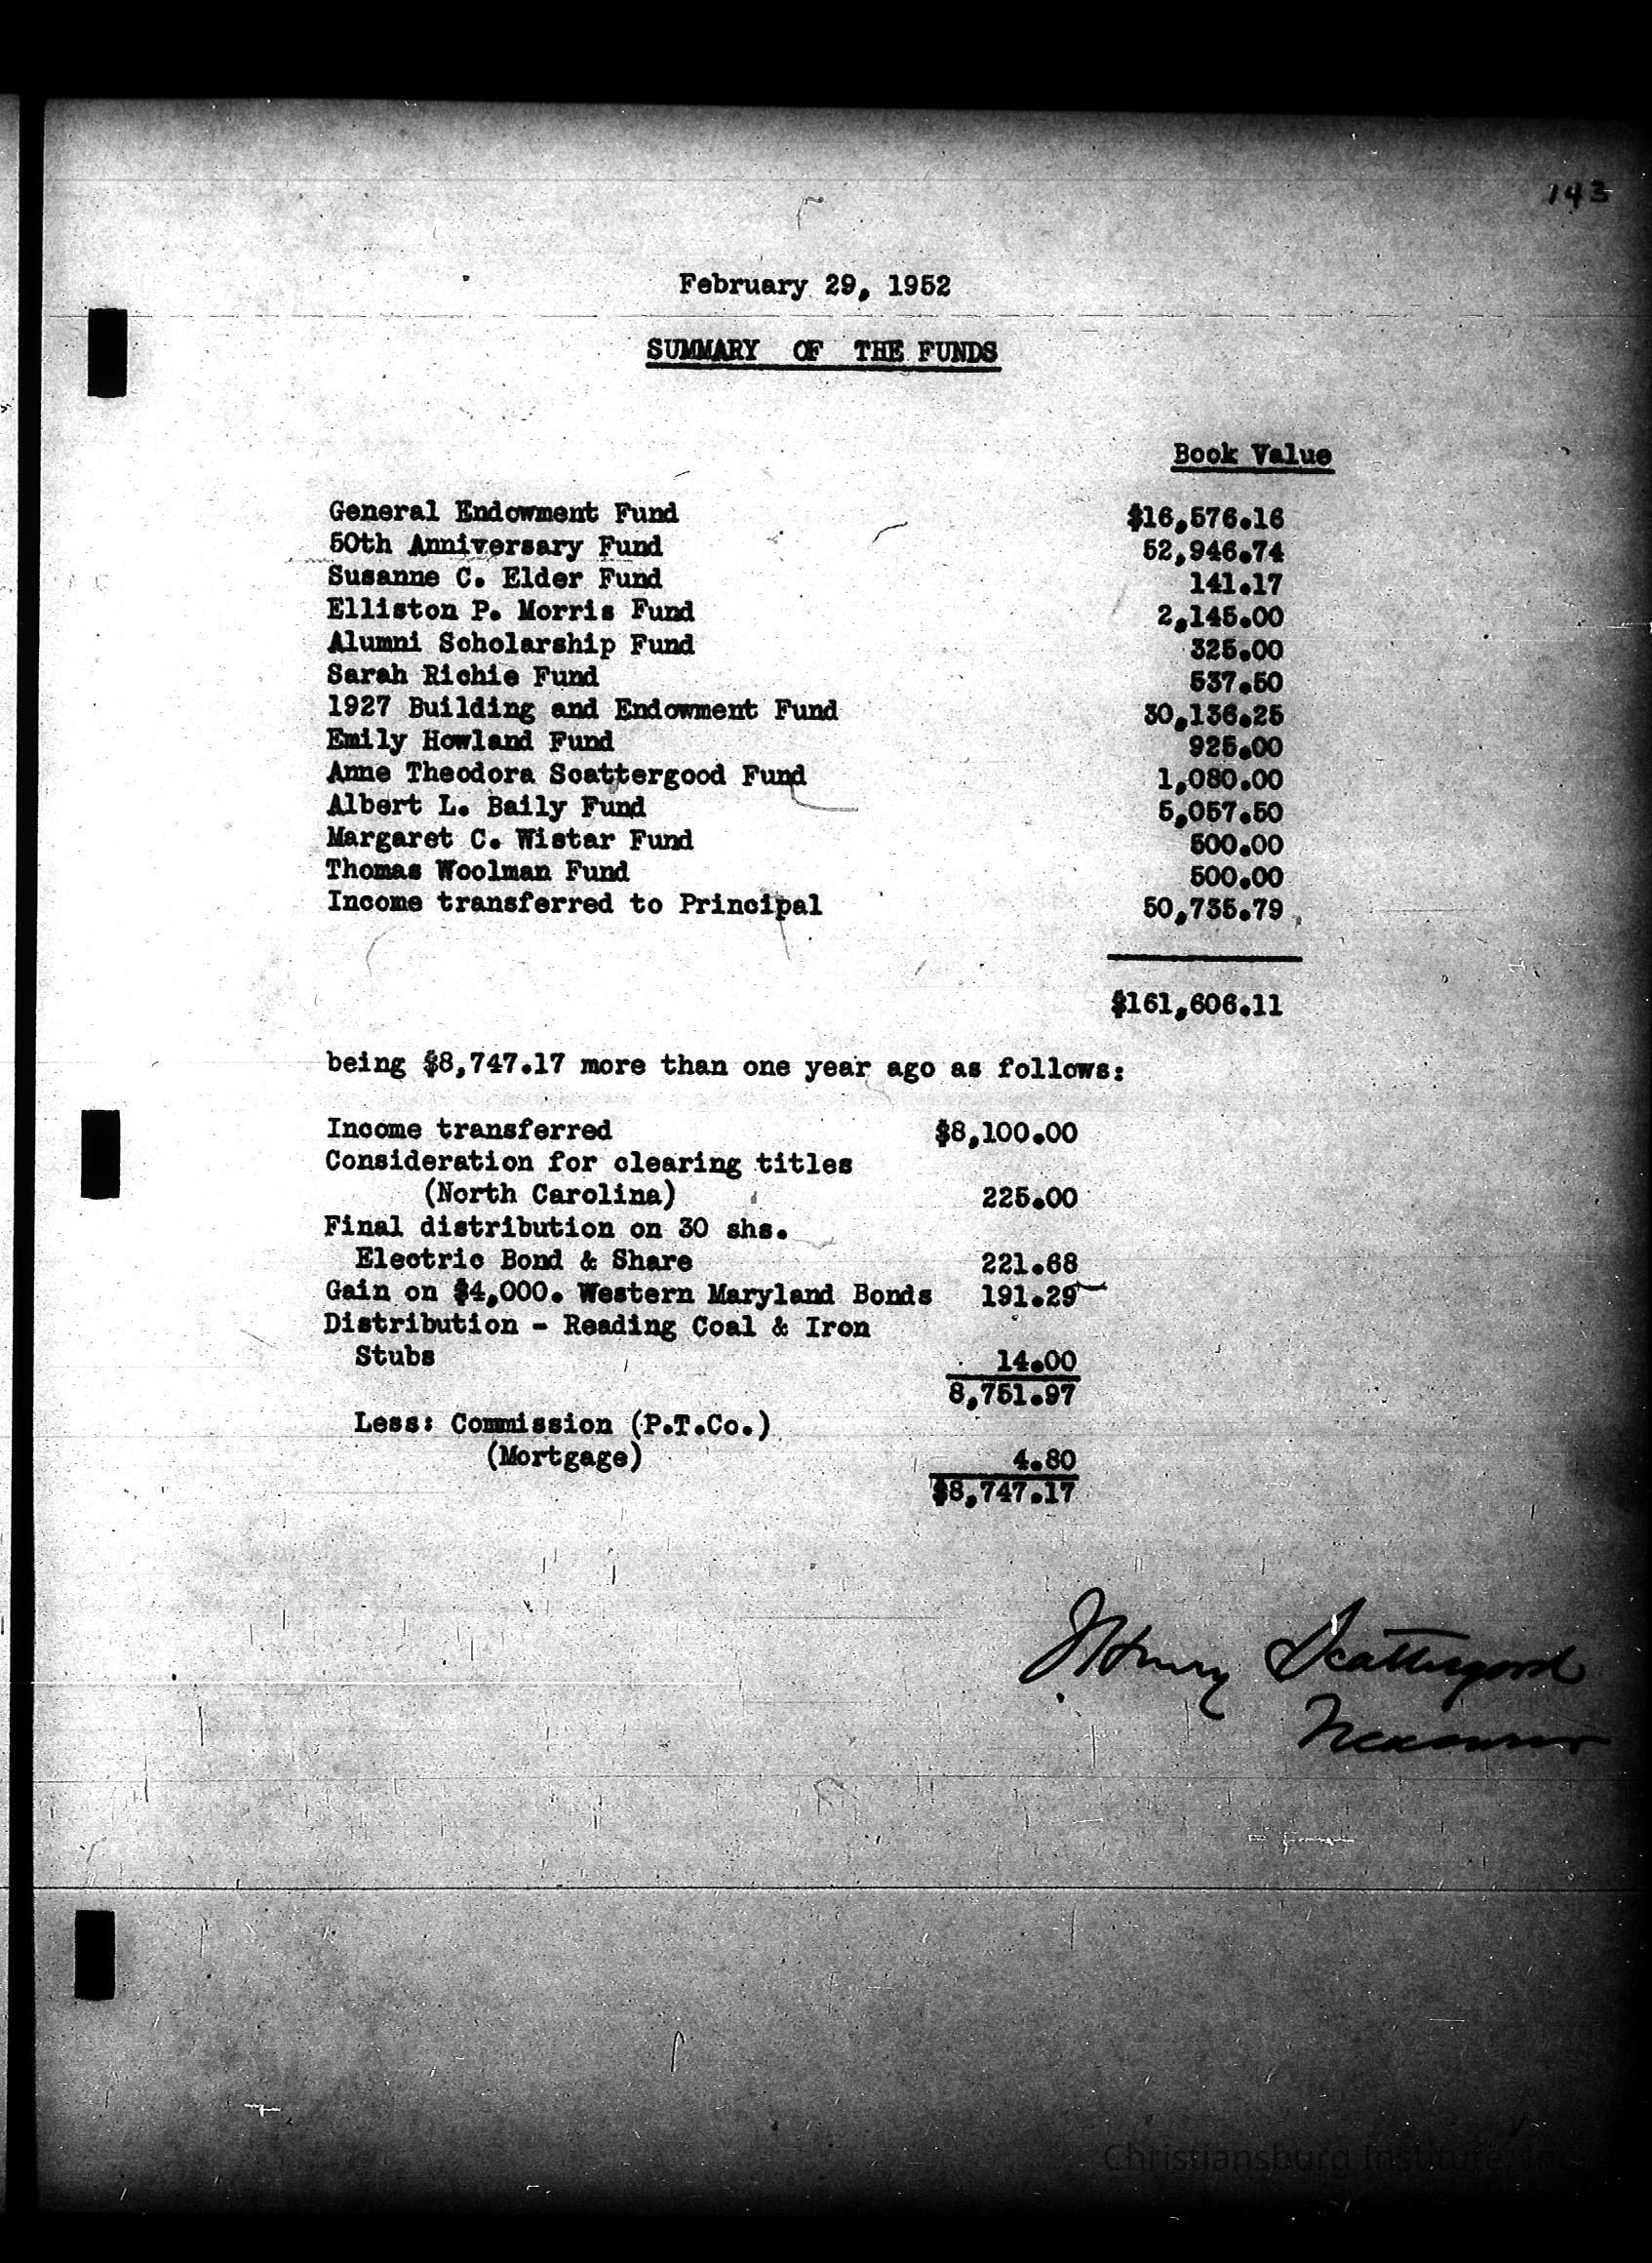 143
February 29, 1952
SUMMARY OF THE FUNDS
Book Value
General Endowment Fund $16,576.16
50th Anniversary Fund 52,946.74
Susanne C. Elder Fund 141.17
Elliston P. Morris Fund 2,145.00
Alumni Scholarship Fund 325.00
Sarah Richie Fund 537.50
1927 Building and Endowment Fund 30,136.25
Emily Howland Fund 925.00
Anne Theodora Scattergood Fund 1,080.00
Albert L. Baily Fund 5,057.50
Margaret C. Wistar Fund 500.00
Thomas Woolman Fund 500.00
Income transferred to Principal 50,735.79
$161,606.11
being $8,747.17 more than one year ago as follows:
Income transferred $8,100.00
Consideration for clearing titles
(North Carolina) 225.00
Final distribution on 30 shs.
Electric Bond & Share 221.68
Gain on $4,000. Western Maryland Bonds 191.29
Distribution - Reading Coal & Iron
Stubs 14.00
8,751.97
Less: Commission (P.T.Co.)
(Mortgage) 4.80
$8,747.17
J Henry Scattergood
Treasurer
Christiansburg Institute, Inc